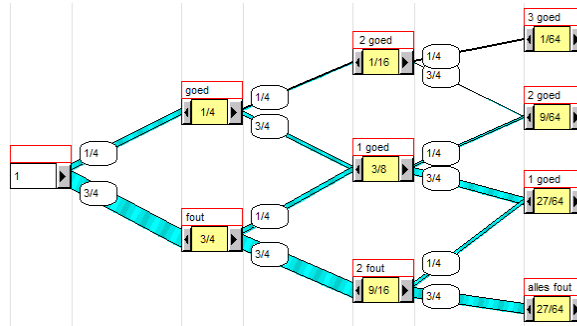 1
1/4
3/4
goed
1/4
fout
3/4
1/4
3/4
1/4
3/4
2 goed
1/16
1 goed
3/8
2 fout
9/16
1/4
3/4
1/4
3/4
1/4
3/4
3 goed
1/64
2 goed
9/64
1 goed
27/64
alles fout
27/64